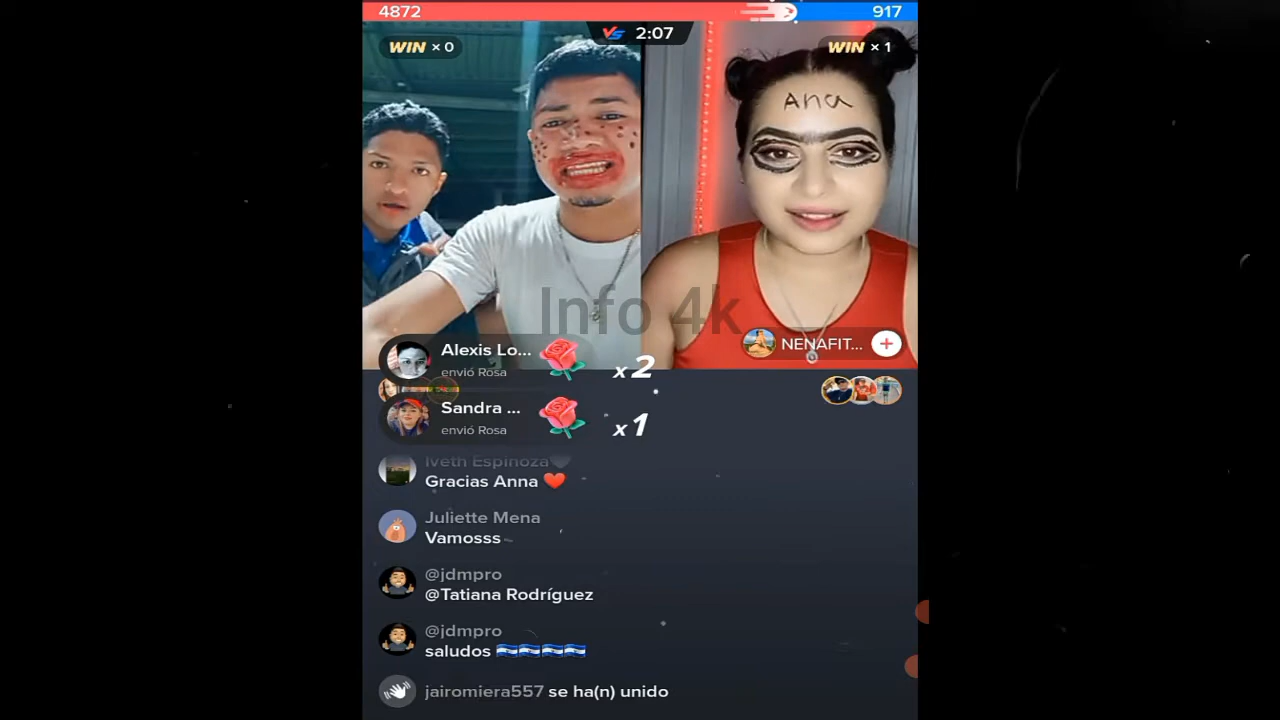 4872
917
VS 2:07
WIN × 0
WIN × 1
Ana
Info 4k
NENAFIT...
Alexis Lo...
envió Rosa
x2
Sandra ...
envió Rosa
x1
Iveth Espinoza🖤
Gracias Anna ❤️
Juliette Mena
Vamosss
@jdmpro
@Tatiana Rodríguez
@jdmpro
saludos 🇸🇻🇸🇻🇸🇻🇸🇻
jairomiera557 se ha(n) unido